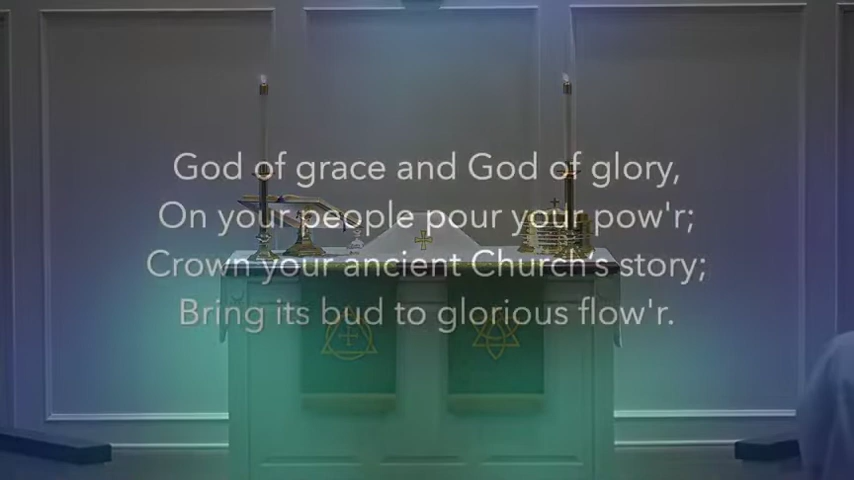 God of grace and God of glory,
On your people pour your pow'r;
Crown your ancient Church's story;
Bring its bud to glorious flow'r.